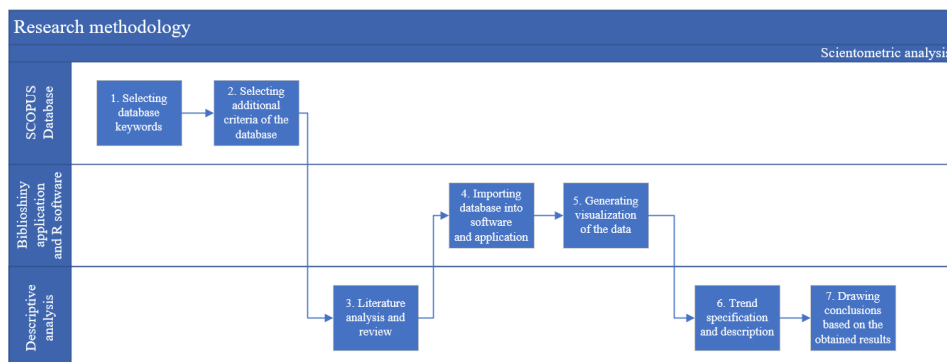 Research methodology
Scientometric analysis
SCOPUS
Database
1. Selecting
database
keywords
2. Selecting
additional
criteria of the
database
Biblioshiny
application
and R software
4. Importing
database into
software
and application
5. Generating
visualization
of the data
Descriptive
analysis
3. Literature
analysis and
review
6. Trend
specification
and description
7. Drawing
conclusions
based on the
obtained results